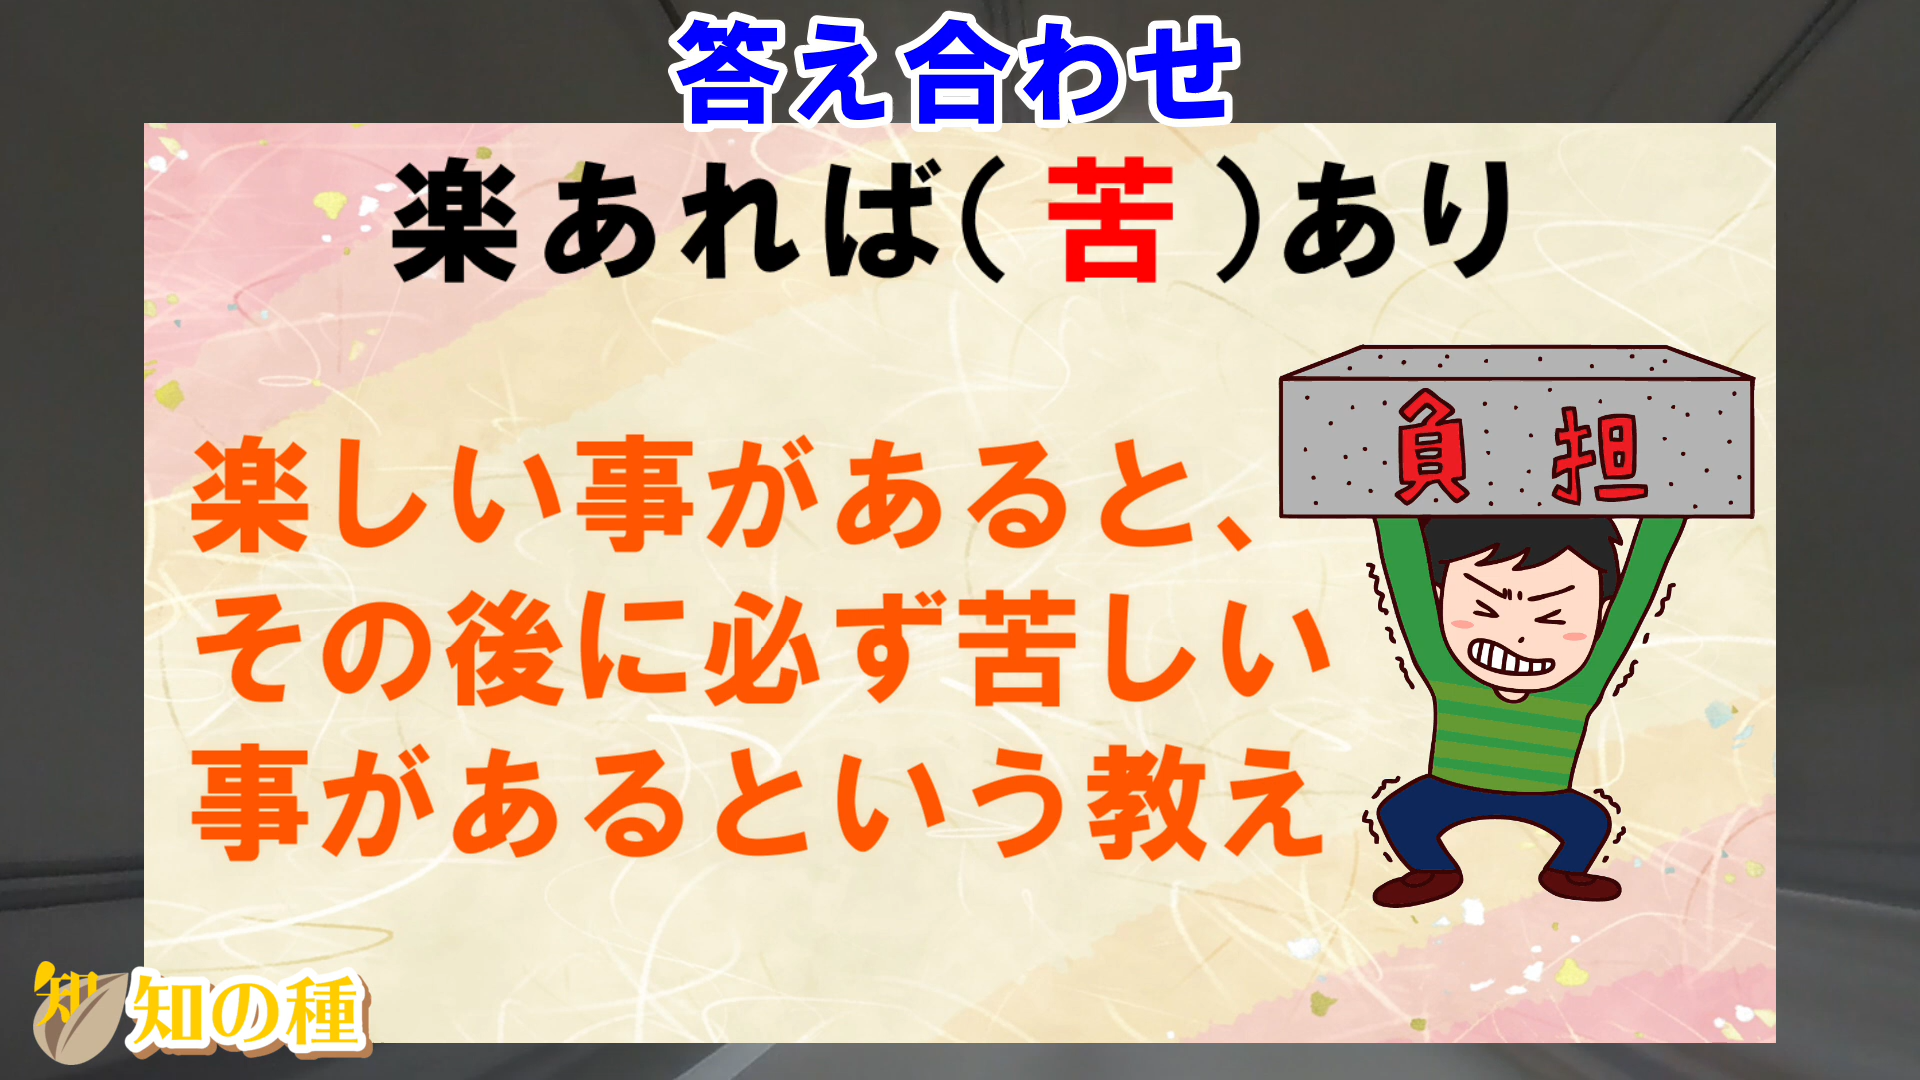 答え合わせ
楽あれば( 苦 )あり
負 担
楽しい事があると、
その後に必ず苦しい
事があるという教え
知 知の種